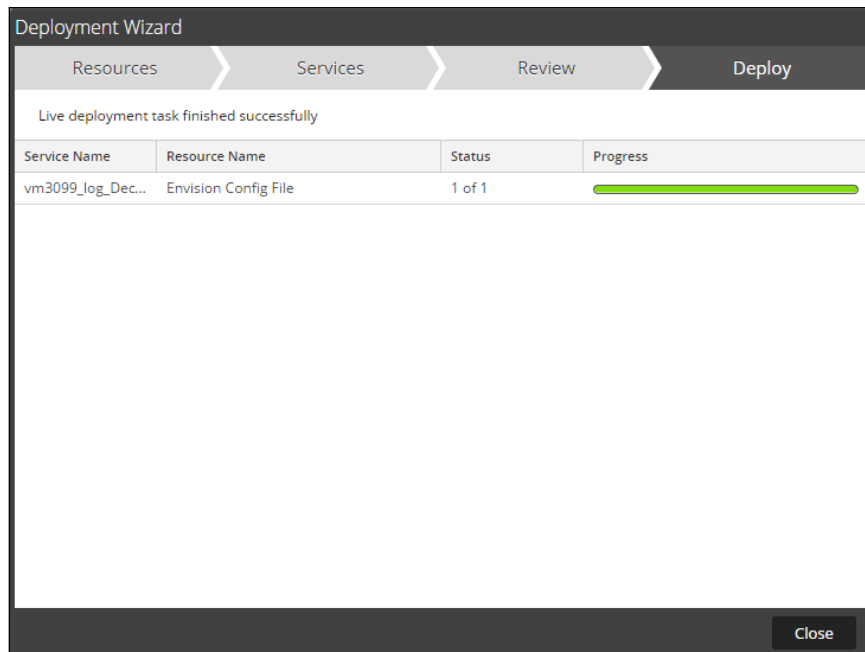 Deployment Wizard
Resources Services Review Deploy
Live deployment task finished successfully
Service Name Resource Name Status Progress
vm3099_log_Dec... Envision Config File 1 of 1
Close